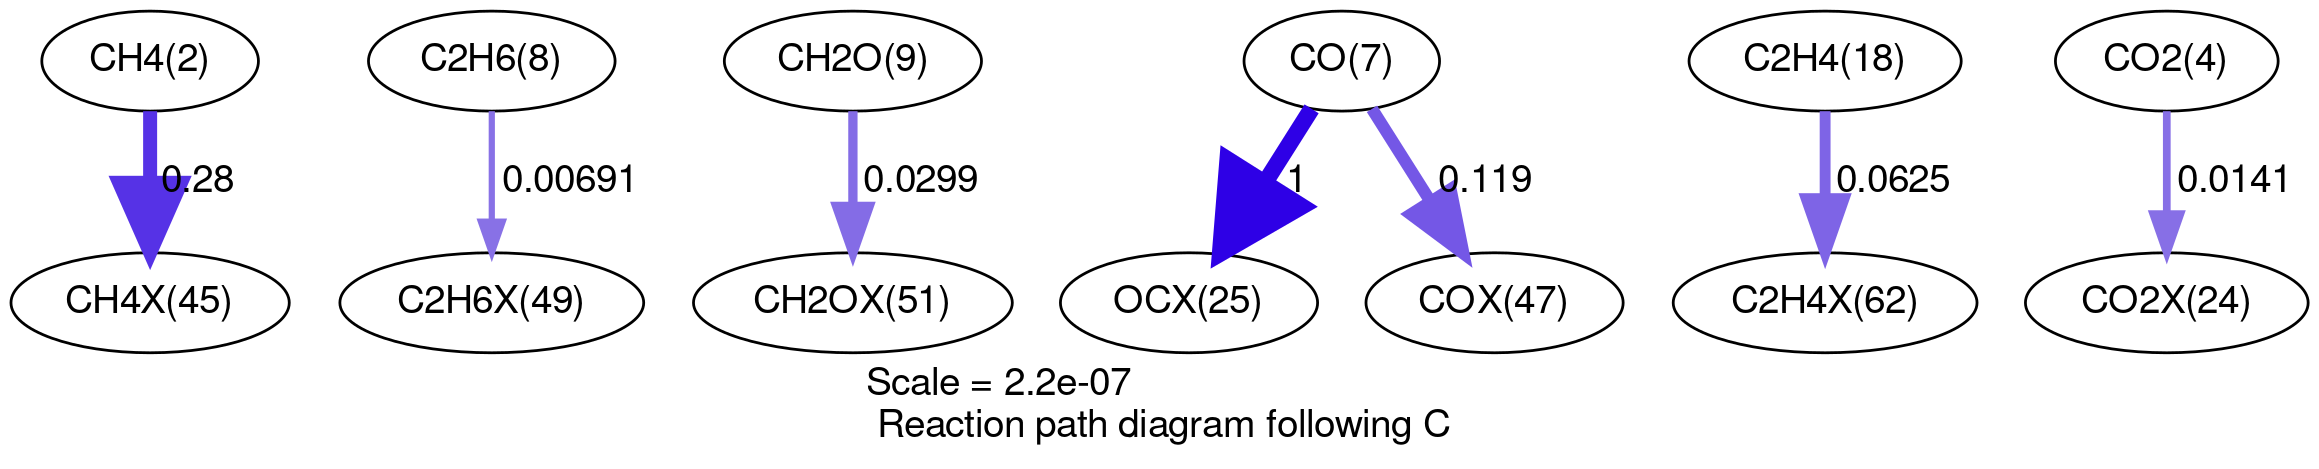 CH4(2) C2H6(8) CH2O(9) CO(7) C2H4(18) CO2(4)
0.28 0.00691 0.0299 1 0.119 0.0625 0.0141
CH4X(45) C2H6X(49) CH2OX(51) OCX(25) COX(47) C2H4X(62) CO2X(24)
Scale = 2.2e-07
Reaction path diagram following C